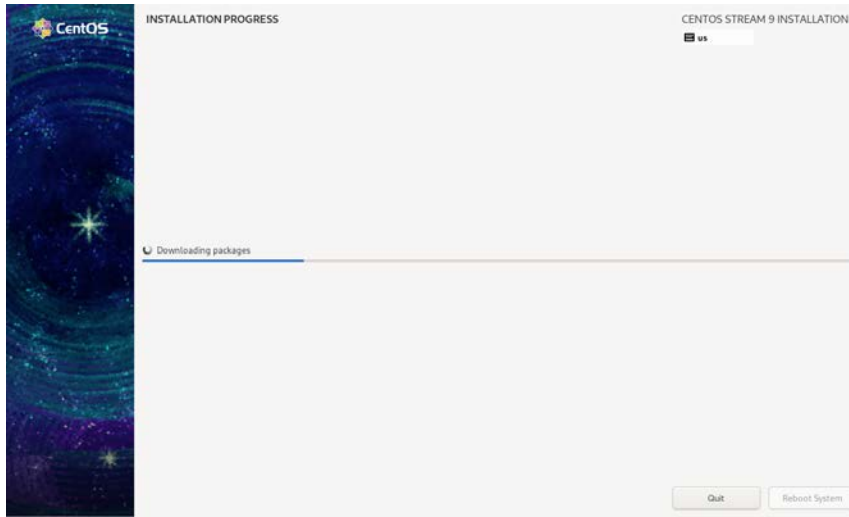 CentOS
INSTALLATION PROGRESS
CENTOS STREAM 9 INSTALLATION
us
Downloading packages
Quit
Reboot System